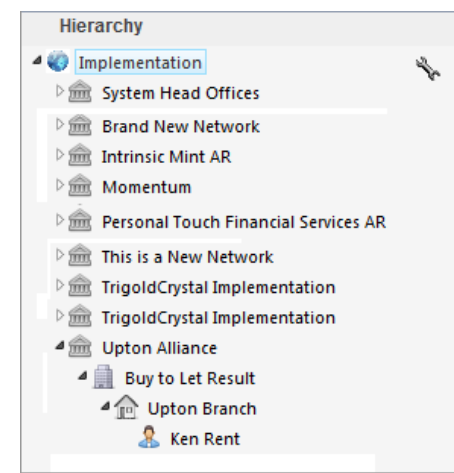 Hierarchy
Implementation
System Head Offices
Brand New Network
Intrinsic Mint AR
Momentum
Personal Touch Financial Services AR
This is a New Network
TrigoldCrystal Implementation
TrigoldCrystal Implementation
Upton Alliance
Buy to Let Result
Upton Branch
Ken Rent